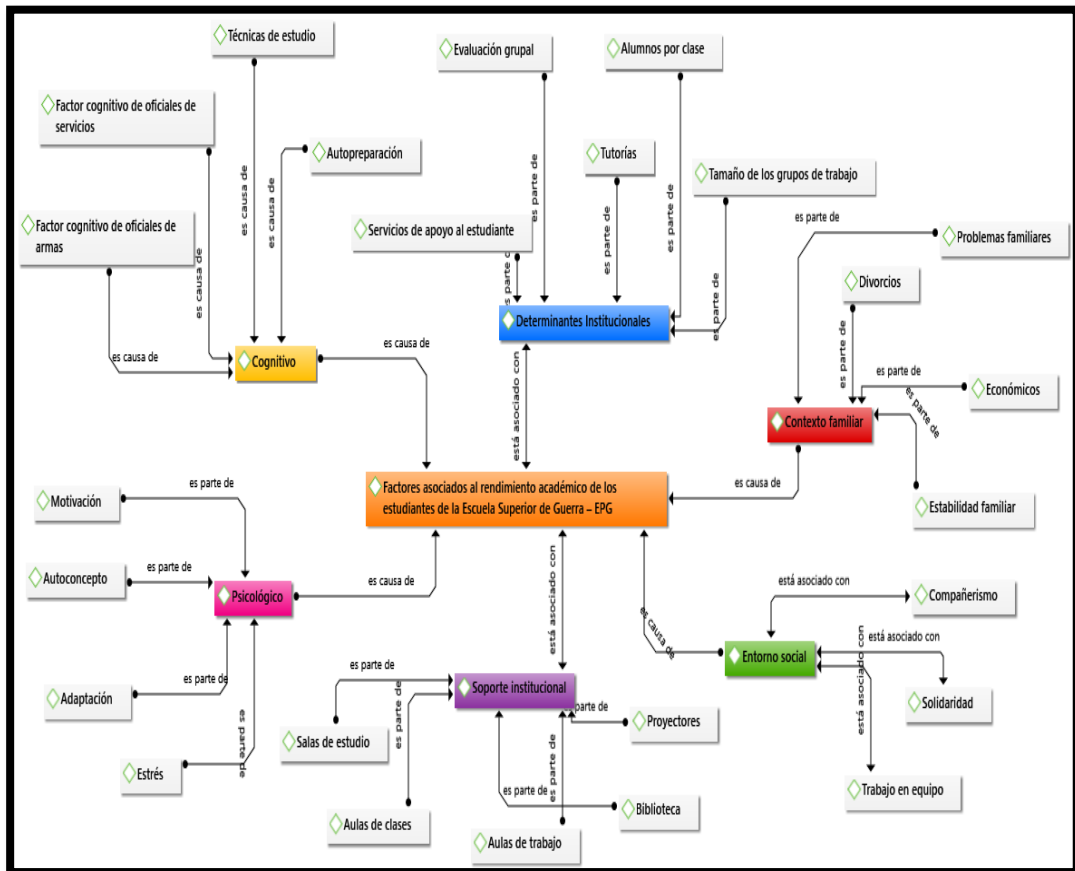 Técnicas de estudio
Evaluación grupal
Alumnos por clase
Factor cognitivo de oficiales de
servicios
Autopreparación
Tutorías
Tamaño de los grupos de trabajo
Factor cognitivo de oficiales de
armas
Servicios de apoyo al estudiante
Problemas familiares
Divorcios
es causa de
es causa de
es causa de
es causa de
es parte de
es parte de
es parte de
es parte de
es parte
es parte de
es parte de
es parte de
es parte de
Determinantes Institucionales
Cognitivo
es causa de
está asociado con
Económicos
Contexto familiar
es causa de
Estabilidad familiar
Factores asociados al rendimiento académico de los
estudiantes de la Escuela Superior de Guerra – EPG
Motivación
es parte de
Autoconcepto
es parte de
Psicológico
es causa de
Adaptación
es parte de
Estrés
es parte de
está asociado con
es causa de
Entorno social
está asociado con
Compañerismo
está asociado con
Solidaridad
está asociado con
Trabajo en equipo
Soporte institucional
es parte de
Salas de estudio
es parte de
Aulas de clases
parte de
Proyectores
es parte de
Biblioteca
es parte de
Aulas de trabajo